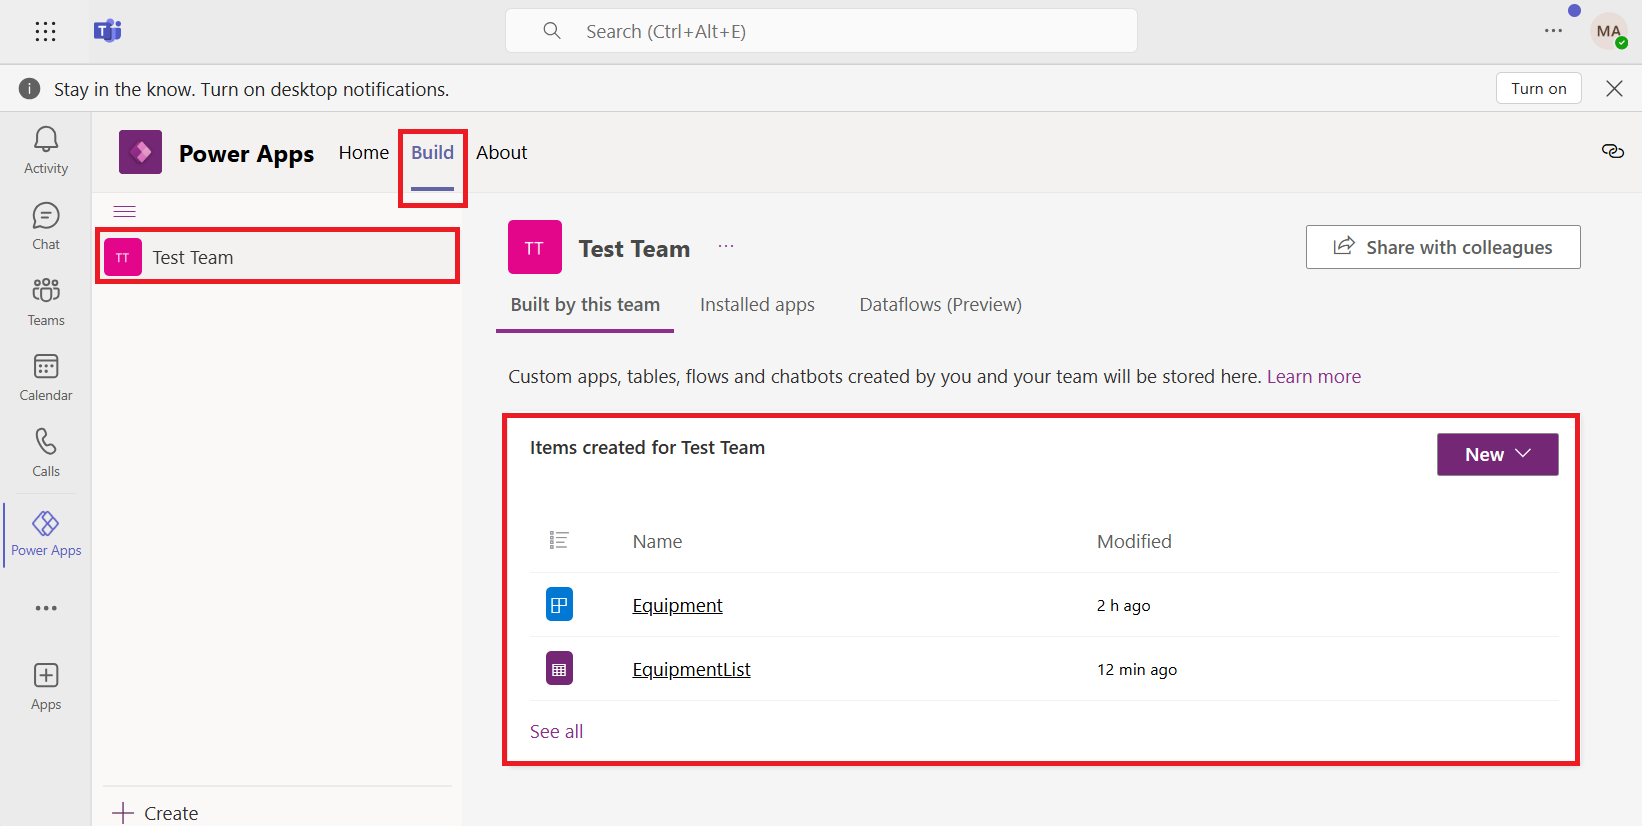 Search (Ctrl+Alt+E)
MA
Stay in the know. Turn on desktop notifications.
Turn on
Activity
Chat
Teams
Calendar
Calls
Power Apps
Apps
Power Apps
Home
Build
About
TT
Test Team
Create
TT
Test Team
Share with colleagues
Built by this team
Installed apps
Dataflows (Preview)
Custom apps, tables, flows and chatbots created by you and your team will be stored here. Learn more
Items created for Test Team
New
Name
Modified
Equipment
2 h ago
EquipmentList
12 min ago
See all